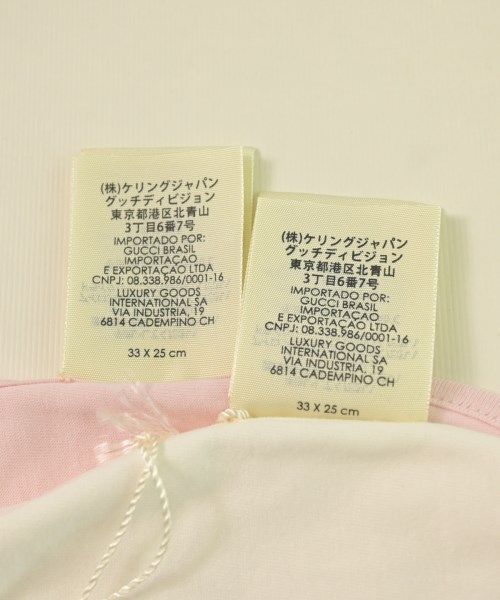 (株)ケリングジャパン
グッチディビジョン
東京都港区北青山
3丁目6番7号
IMPORTADO POR:
GUCCI BRASIL
IMPORTAÇAO
E EXPORTAÇAO LTDA
CNPJ: 08.338.986/0001-16
LUXURY GOODS
INTERNATIONAL SA
VIA INDUSTRIA, 19
6814 CADEMPINO CH
33 X 25 cm
(株)ケリングジャパン
グッチディビジョン
東京都港区北青山
3丁目6番7号
IMPORTADO POR:
GUCCI BRASIL
IMPORTAÇAO
E EXPORTAÇAO LTDA
CNPJ: 08.338.986/0001-16
LUXURY GOODS
INTERNATIONAL SA
VIA INDUSTRIA, 19
6814 CADEMPINO CH
33 X 25 cm